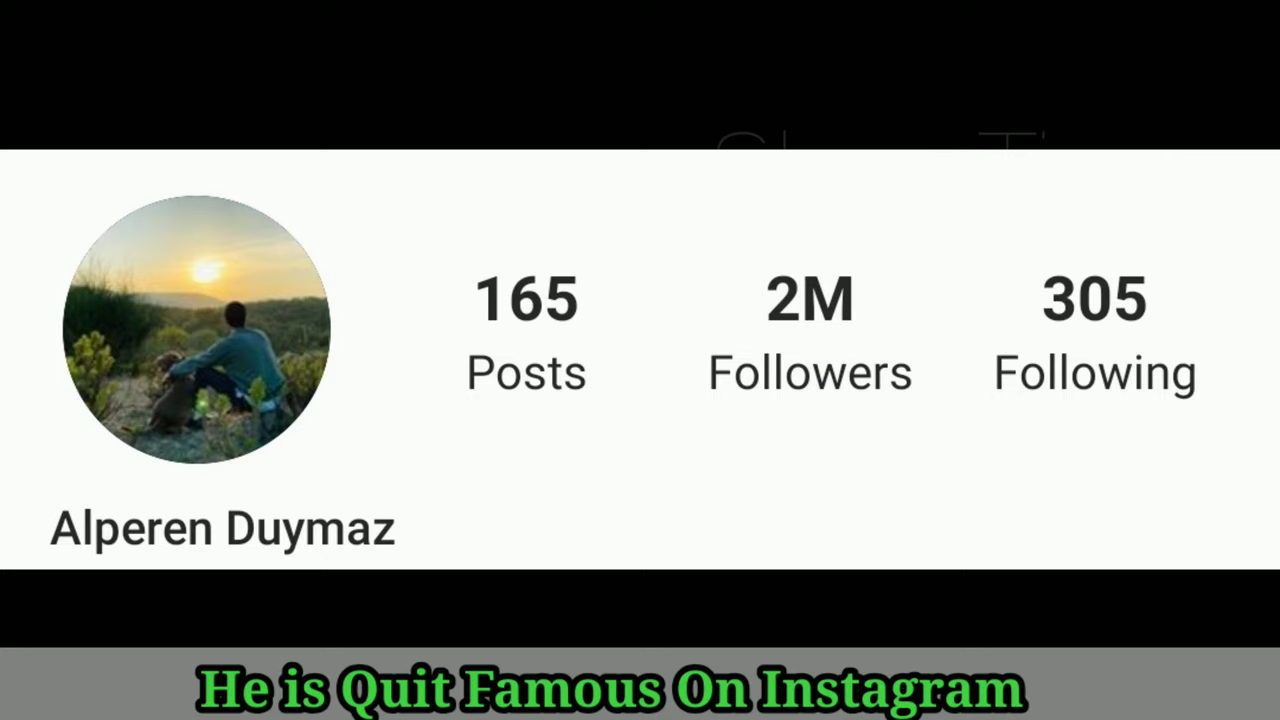 165
2M
305
Posts
Followers
Following
Alperen Duymaz
He is Quit Famous On Instagram